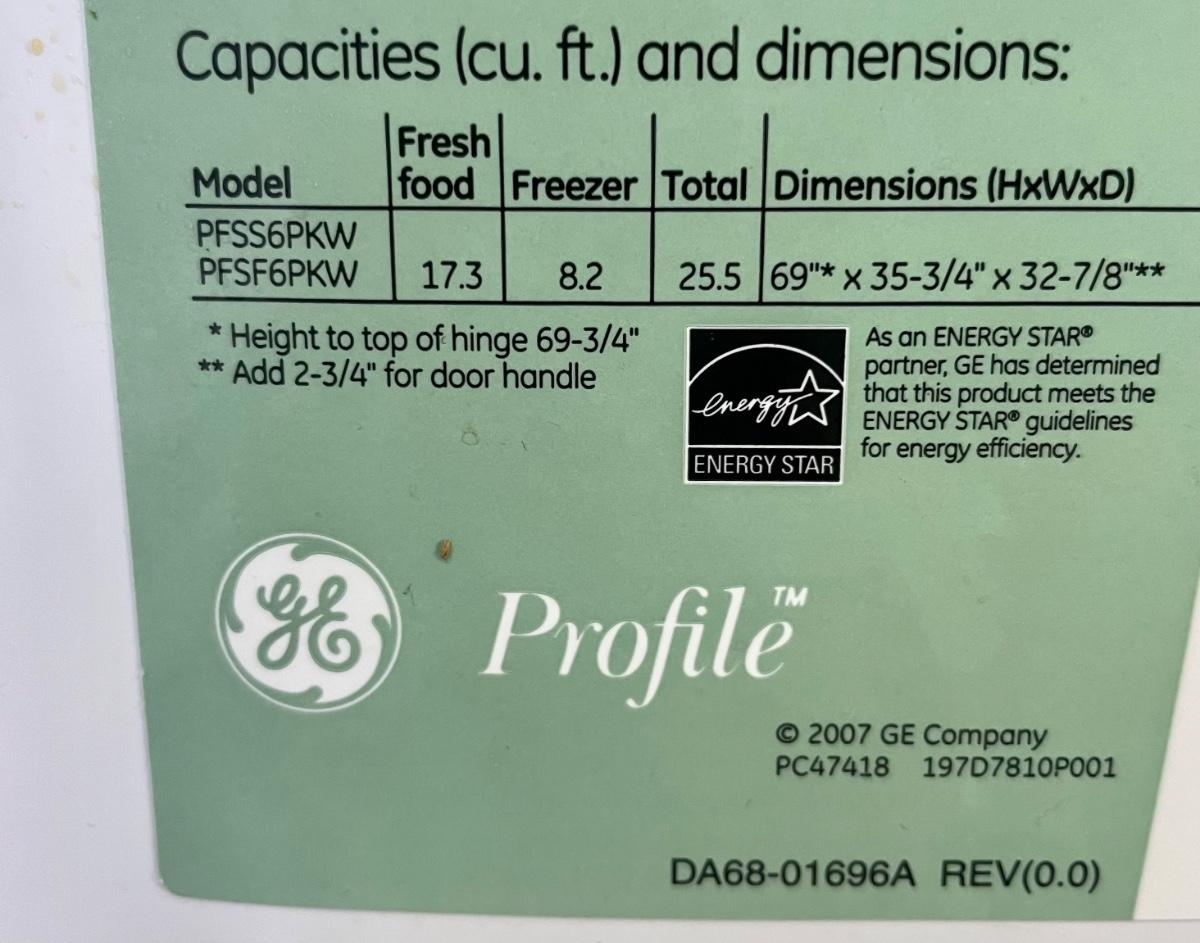 Capacities (cu. ft.) and dimensions:
Model | Fresh food | Freezer | Total | Dimensions (HxWxD)
PFSS6PKW
PFSF6PKW | 17.3 | 8.2 | 25.5 | 69"* x 35-3/4" x 32-7/8"**
* Height to top of hinge 69-3/4"
** Add 2-3/4" for door handle
energy
ENERGY STAR
As an ENERGY STAR®
partner, GE has determined
that this product meets the
ENERGY STAR® guidelines
for energy efficiency.
GE Profile™
© 2007 GE Company
PC47418 197D7810P001
DA68-01696A REV(0.0)